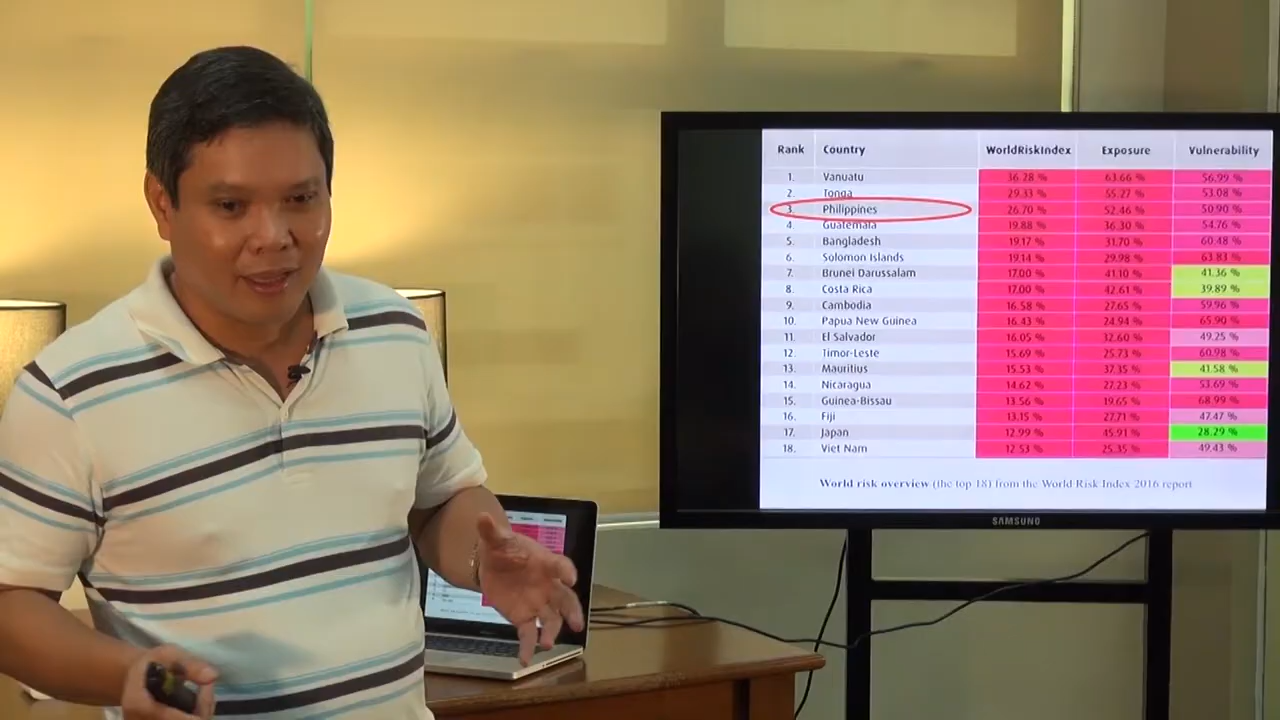 Rank Country WorldRiskIndex Exposure Vulnerability
1. Vanuatu 36.28 % 63.66 % 56.99 %
2. Tonga 29.33 % 55.27 % 53.08 %
3. Philippines 26.70 % 52.46 % 50.90 %
4. Guatemala 19.88 % 36.30 % 54.76 %
5. Bangladesh 19.17 % 31.70 % 60.48 %
6. Solomon Islands 19.14 % 29.98 % 63.83 %
7. Brunei Darussalam 17.00 % 41.10 % 41.36 %
8. Costa Rica 17.00 % 42.61 % 39.89 %
9. Cambodia 16.58 % 27.65 % 59.96 %
10. Papua New Guinea 16.43 % 24.94 % 65.90 %
11. El Salvador 16.05 % 32.60 % 49.25 %
12. Timor-Leste 15.69 % 25.73 % 60.98 %
13. Mauritius 15.53 % 37.35 % 41.58 %
14. Nicaragua 14.62 % 27.23 % 53.69 %
15. Guinea-Bissau 13.56 % 19.65 % 68.99 %
16. Fiji 13.15 % 27.71 % 47.47 %
17. Japan 12.99 % 45.91 % 28.29 %
18. Viet Nam 12.53 % 25.35 % 49.43 %
World risk overview (the top 18) from the World Risk Index 2016 report
SAMSUNG